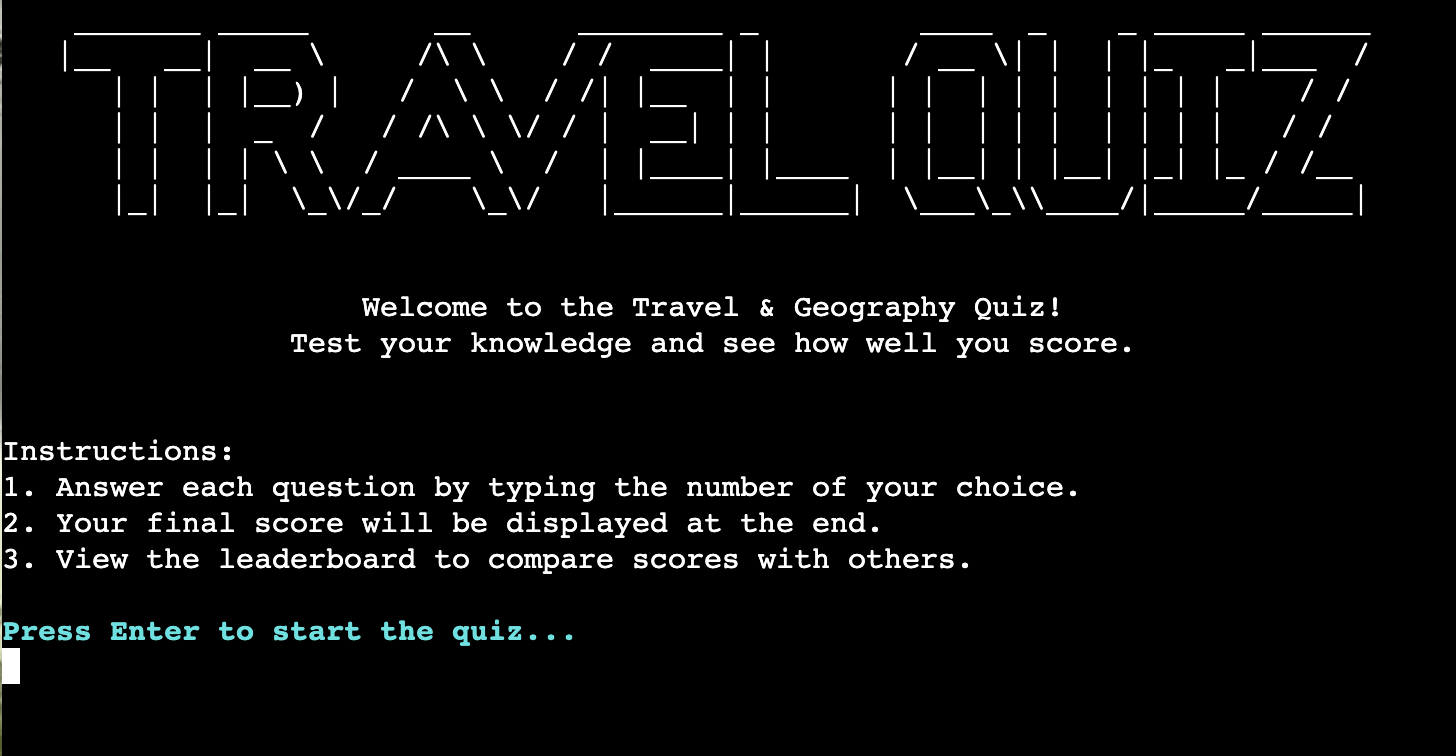 TRAVEL QUIZ
Welcome to the Travel & Geography Quiz!
Test your knowledge and see how well you score.
Instructions:
1. Answer each question by typing the number of your choice.
2. Your final score will be displayed at the end.
3. View the leaderboard to compare scores with others.
Press Enter to start the quiz...